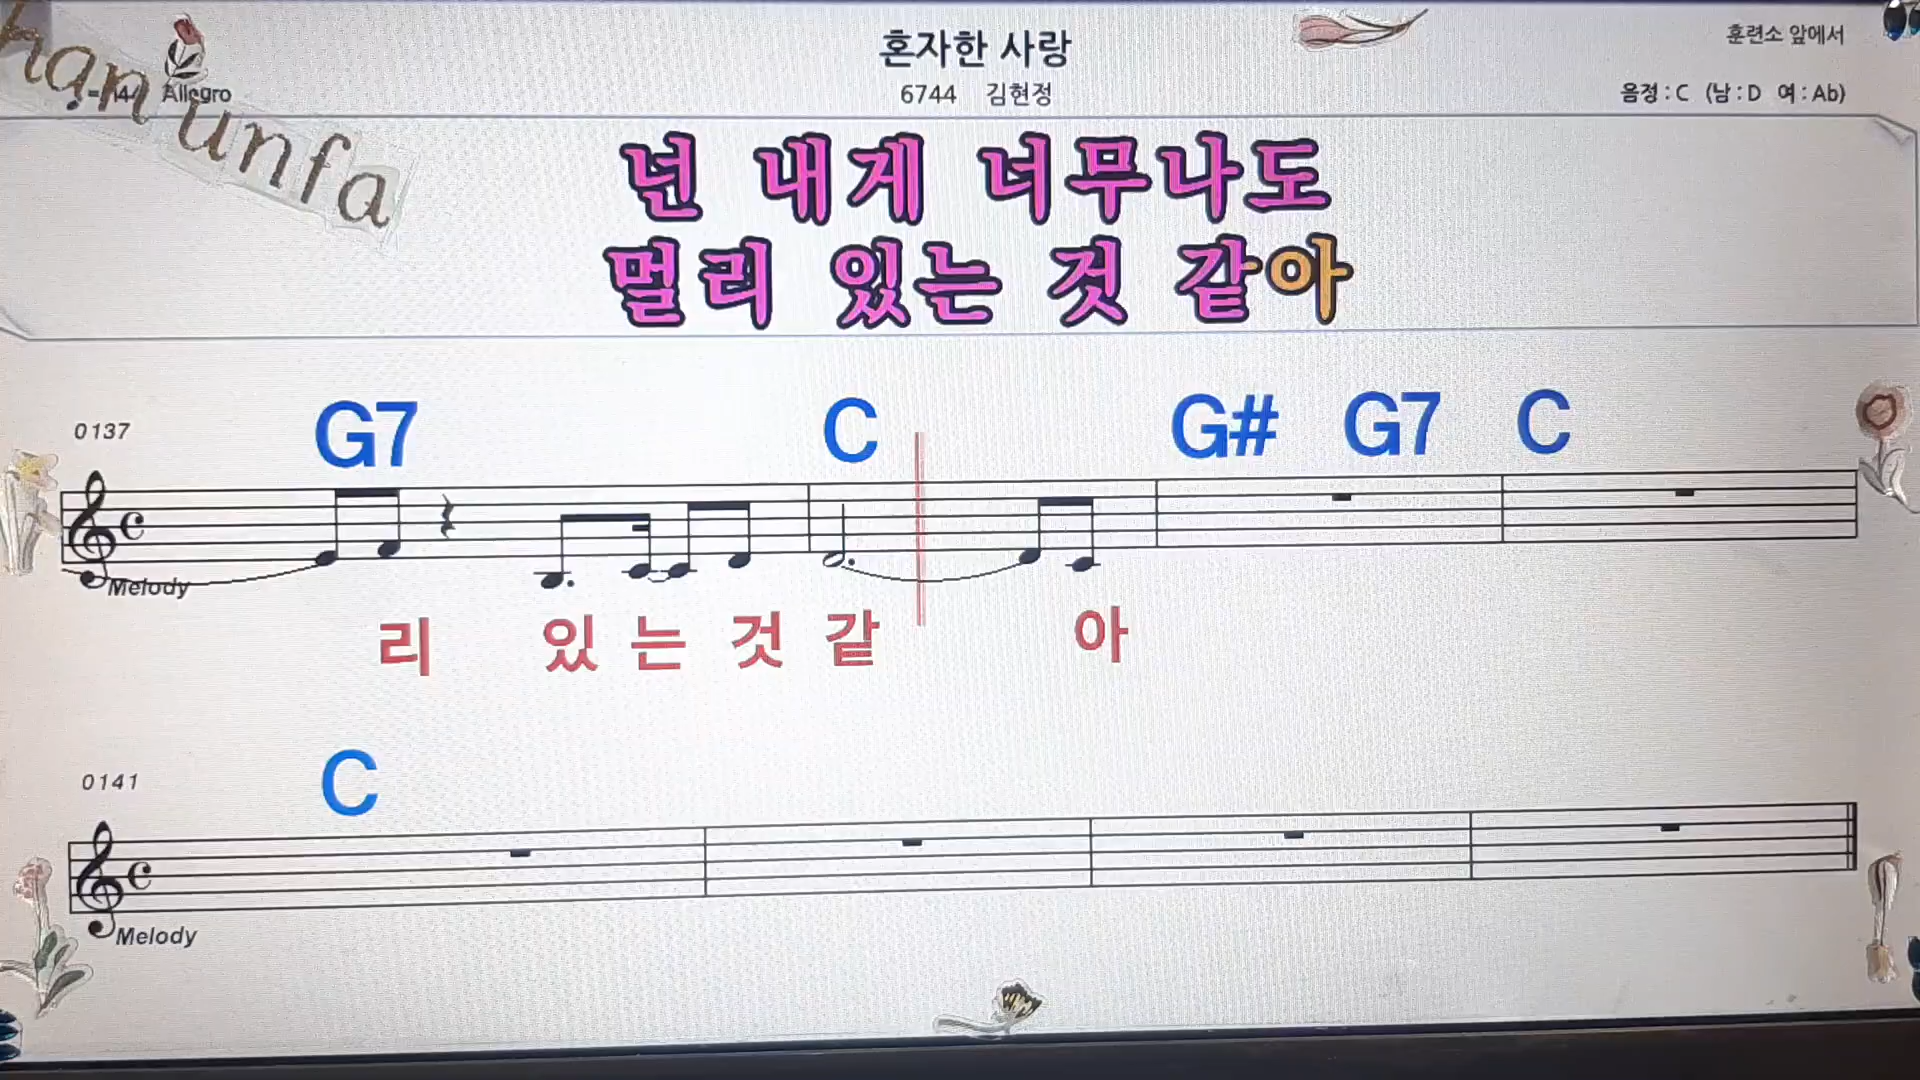 혼자한 사랑
훈련소 앞에서
6744 김현정
Allegro
음정 : C (남 : D 여 : Ab)
han unfa
넌 내게 너무나도
멀리 있는 것 같아
0137
G7 C G# G7 C
Melody
리 있 는 것 같 아
0141
C
Melody